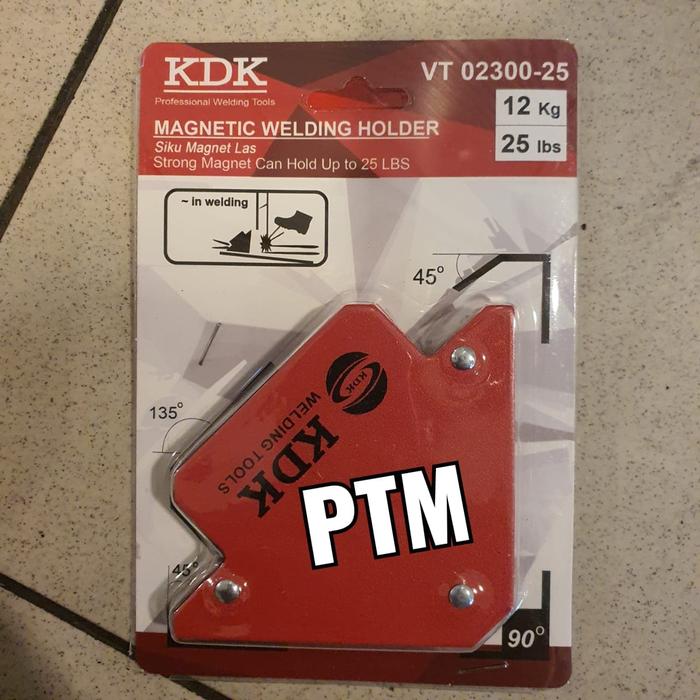 KDK
Professional Welding Tools
VT 02300-25
12 Kg
25 lbs
MAGNETIC WELDING HOLDER
Siku Magnet Las
Strong Magnet Can Hold Up to 25 LBS
~ in welding
45°
135°
KDK
KDK
WELDING TOOLS
PTM
45°
90°